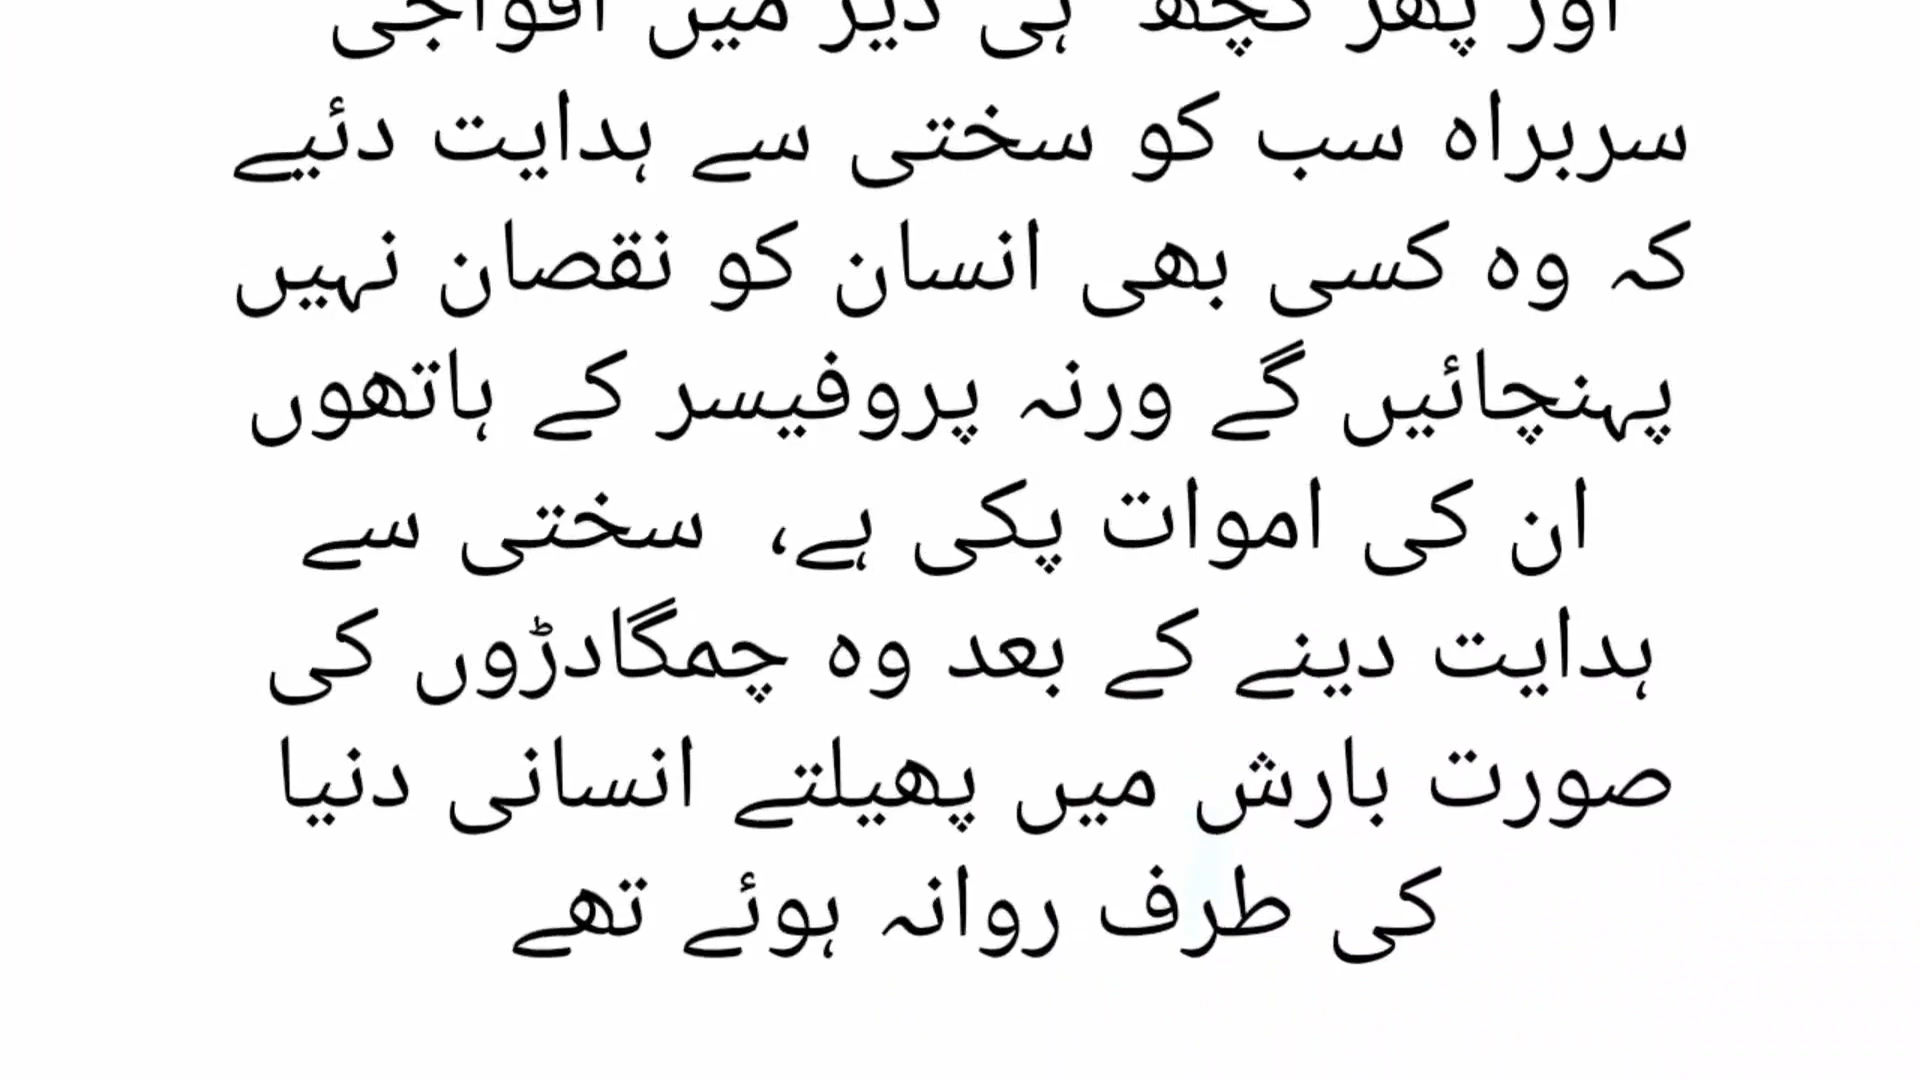 اور پھر کچھ ہی دیر میں افواجی
سربراہ سب کو سختی سے ہدایت دئیے
کہ وہ کسی بھی انسان کو نقصان نہیں
پہنچائیں گے ورنہ پروفیسر کے ہاتھوں
ان کی اموات پکی ہے، سختی سے
ہدایت دینے کے بعد وہ چمگادڑوں کی
صورت بارش میں پھیلتے انسانی دنیا
کی طرف روانہ ہوئے تھے